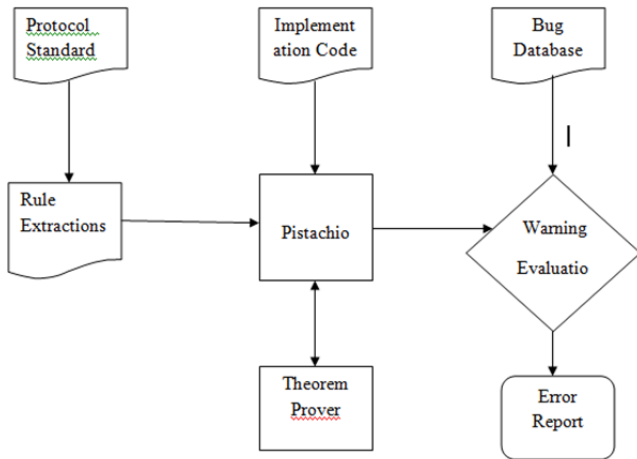 Protocol
Standard
Implement
ation Code
Bug
Database
Rule
Extractions
Pistachio
Warning
Evaluatio
Theorem
Prover
Error
Report